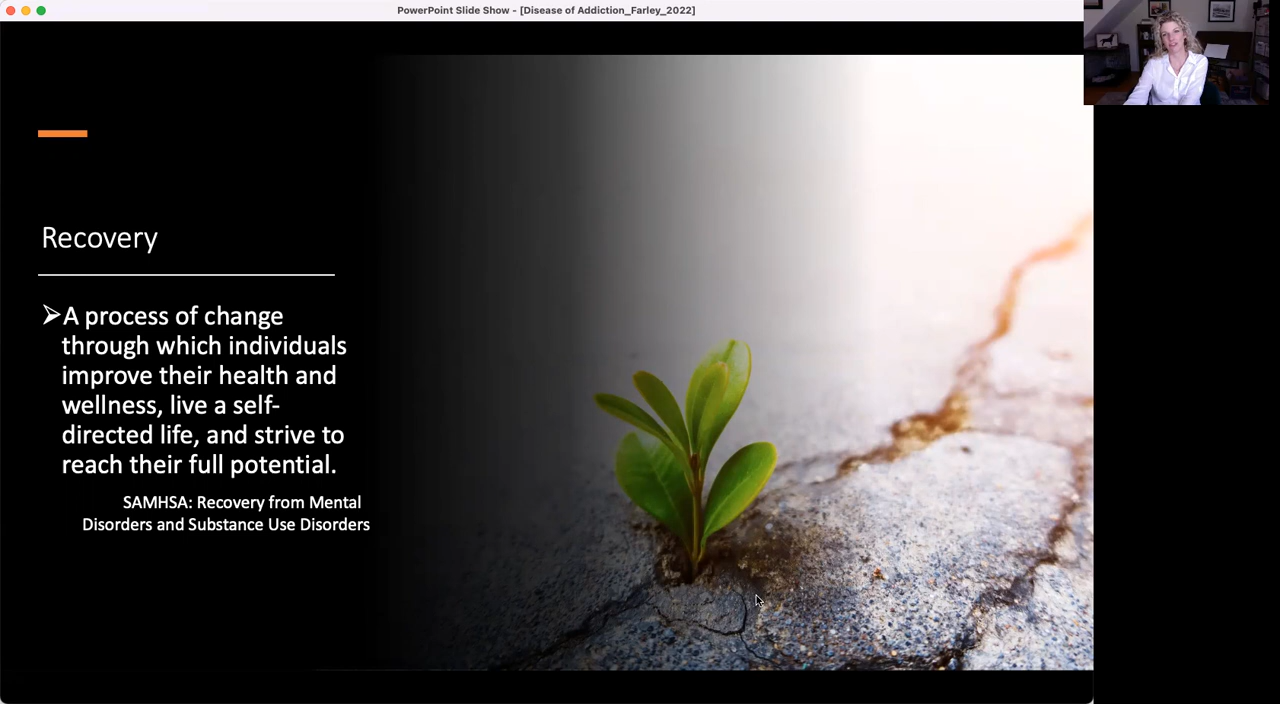 PowerPoint Slide Show - [Disease of Addiction_Farley_2022]
Recovery
➢A process of change
through which individuals
improve their health and
wellness, live a self-
directed life, and strive to
reach their full potential.
SAMHSA: Recovery from Mental
Disorders and Substance Use Disorders